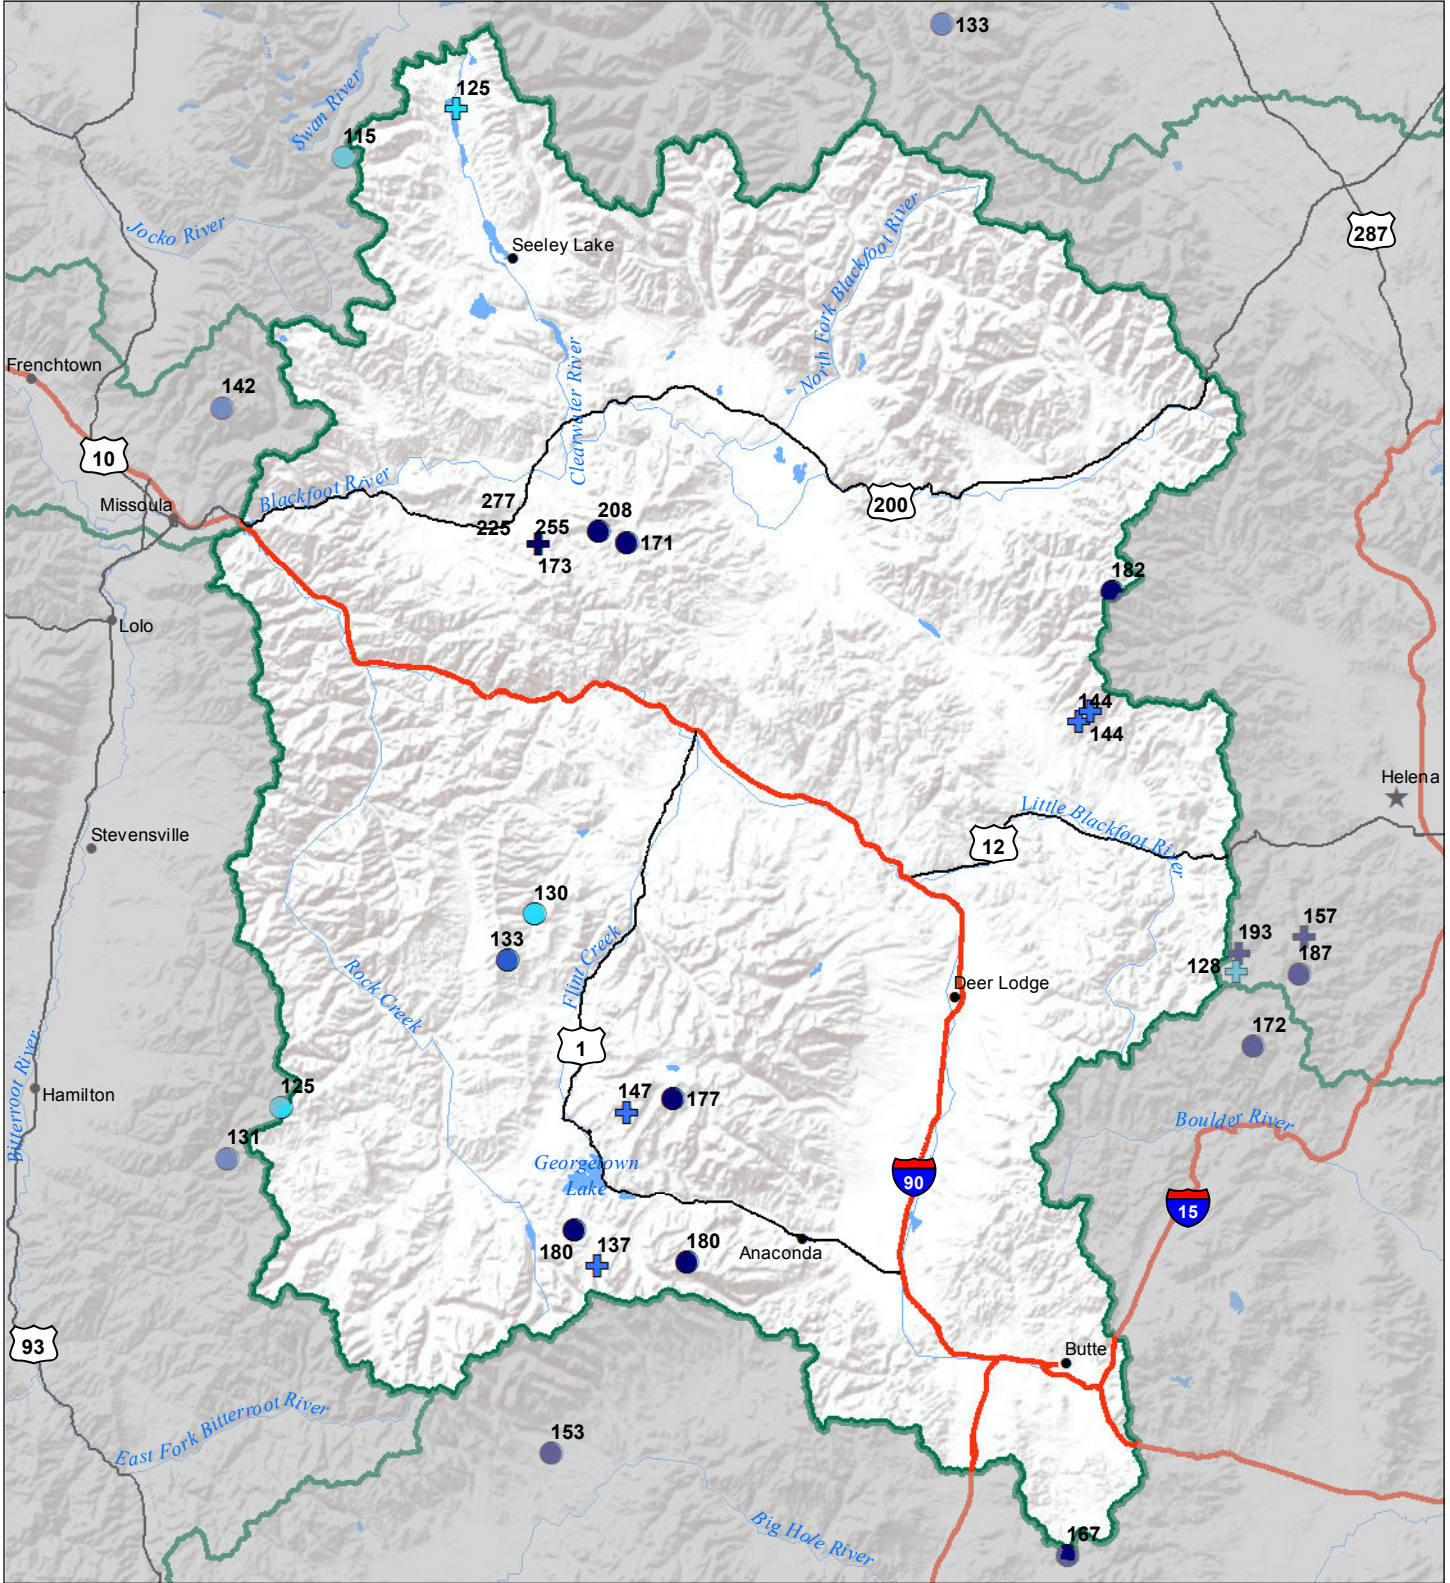 133
125
Swan River
115
Jocko River
Seeley Lake
North Fork Blackfoot River
287
Frenchtown
142
Clearwater River
10
Missoula
Blackfoot River
277
200
225
255
208
171
173
182
Lolo
144
144
Helena
Stevensville
Little Blackfoot River
12
130
133
Flint Creek
157
193
187
128
Rock Creek
Deer Lodge
172
1
Bitterroot River
Hamilton
125
147
177
131
Boulder River
Georgetown
Lake
90
15
180
137
180
Anaconda
93
Butte
East Fork Bitterroot River
153
Big Hole River
167